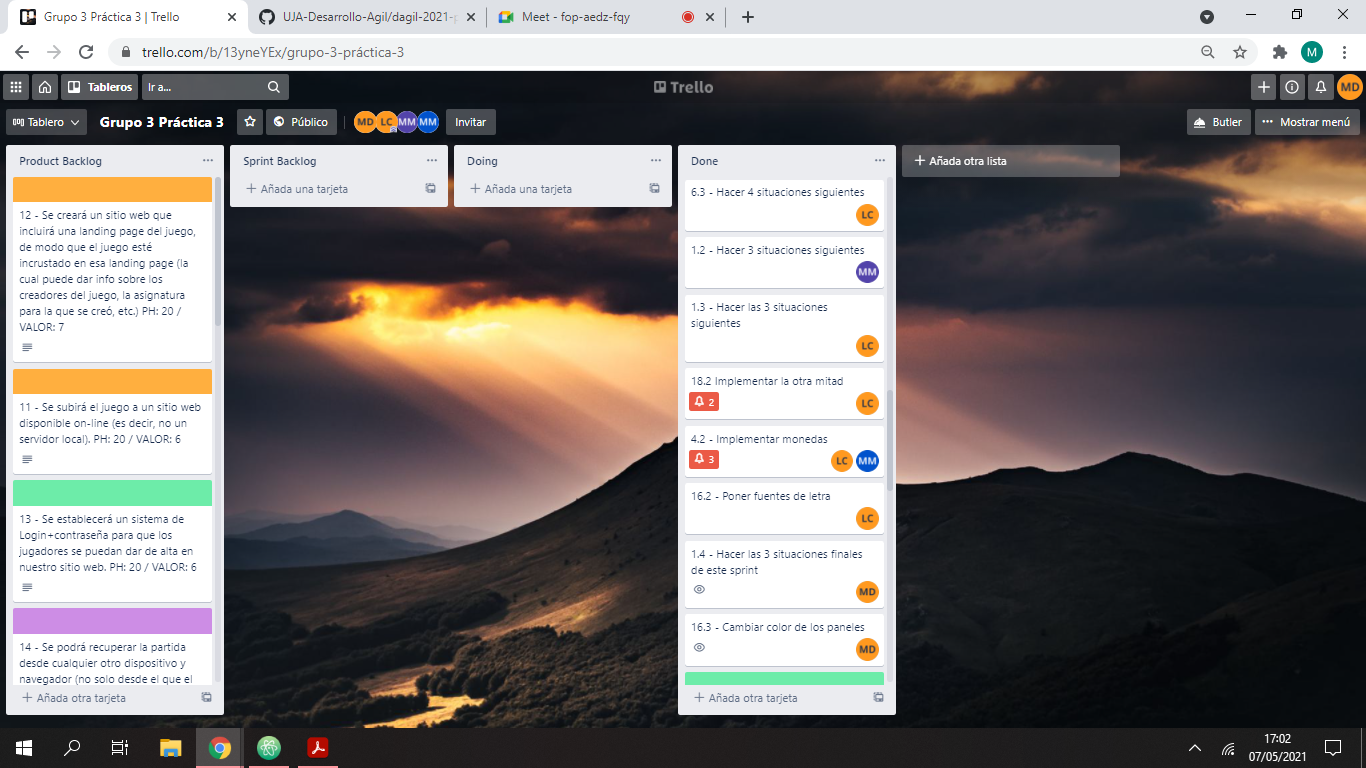 Grupo 3 Práctica 3 | Trello
UJA-Desarrollo-Agil/dagil-2021-p
Meet - fop-aedz-fqy
trello.com/b/13yneYEx/grupo-3-práctica-3
M
Tableros
Ir a...
Trello
MD
Tablero
Grupo 3 Práctica 3
Público
MD
LC
MM
MM
Invitar
Butler
Mostrar menú
Product Backlog
12 - Se creará un sitio web que
incluirá una landing page del juego,
de modo que el juego esté
incrustado en esa landing page (la
cual puede dar info sobre los
creadores del juego, la asignatura
para la que se creó, etc.) PH: 20 /
VALOR: 7
11 - Se subirá el juego a un sitio web
disponible on-line (es decir, no un
servidor local). PH: 20 / VALOR: 6
13 - Se establecerá un sistema de
Login+contraseña para que los
jugadores se puedan dar de alta en
nuestro sitio web. PH: 20 / VALOR: 6
14 - Se podrá recuperar la partida
desde cualquier otro dispositivo y
navegador (no solo desde el que el
Añada otra tarjeta
Sprint Backlog
Añada una tarjeta
Doing
Añada una tarjeta
Done
6.3 - Hacer 4 situaciones siguientes
LC
1.2 - Hacer 3 situaciones siguientes
MM
1.3 - Hacer las 3 situaciones
siguientes
LC
18.2 Implementar la otra mitad
2
LC
4.2 - Implementar monedas
3
LC
MM
16.2 - Poner fuentes de letra
LC
1.4 - Hacer las 3 situaciones finales
de este sprint
MD
16.3 - Cambiar color de los paneles
MD
Añada otra tarjeta
Añada otra lista
17:02
07/05/2021